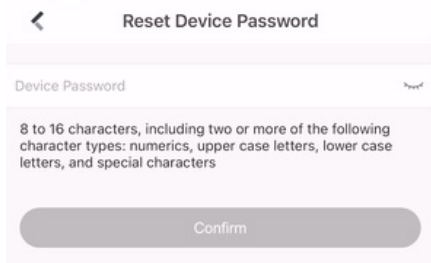 Reset Device Password
Device Password
8 to 16 characters, including two or more of the following
character types: numerics, upper case letters, lower case
letters, and special characters
Confirm